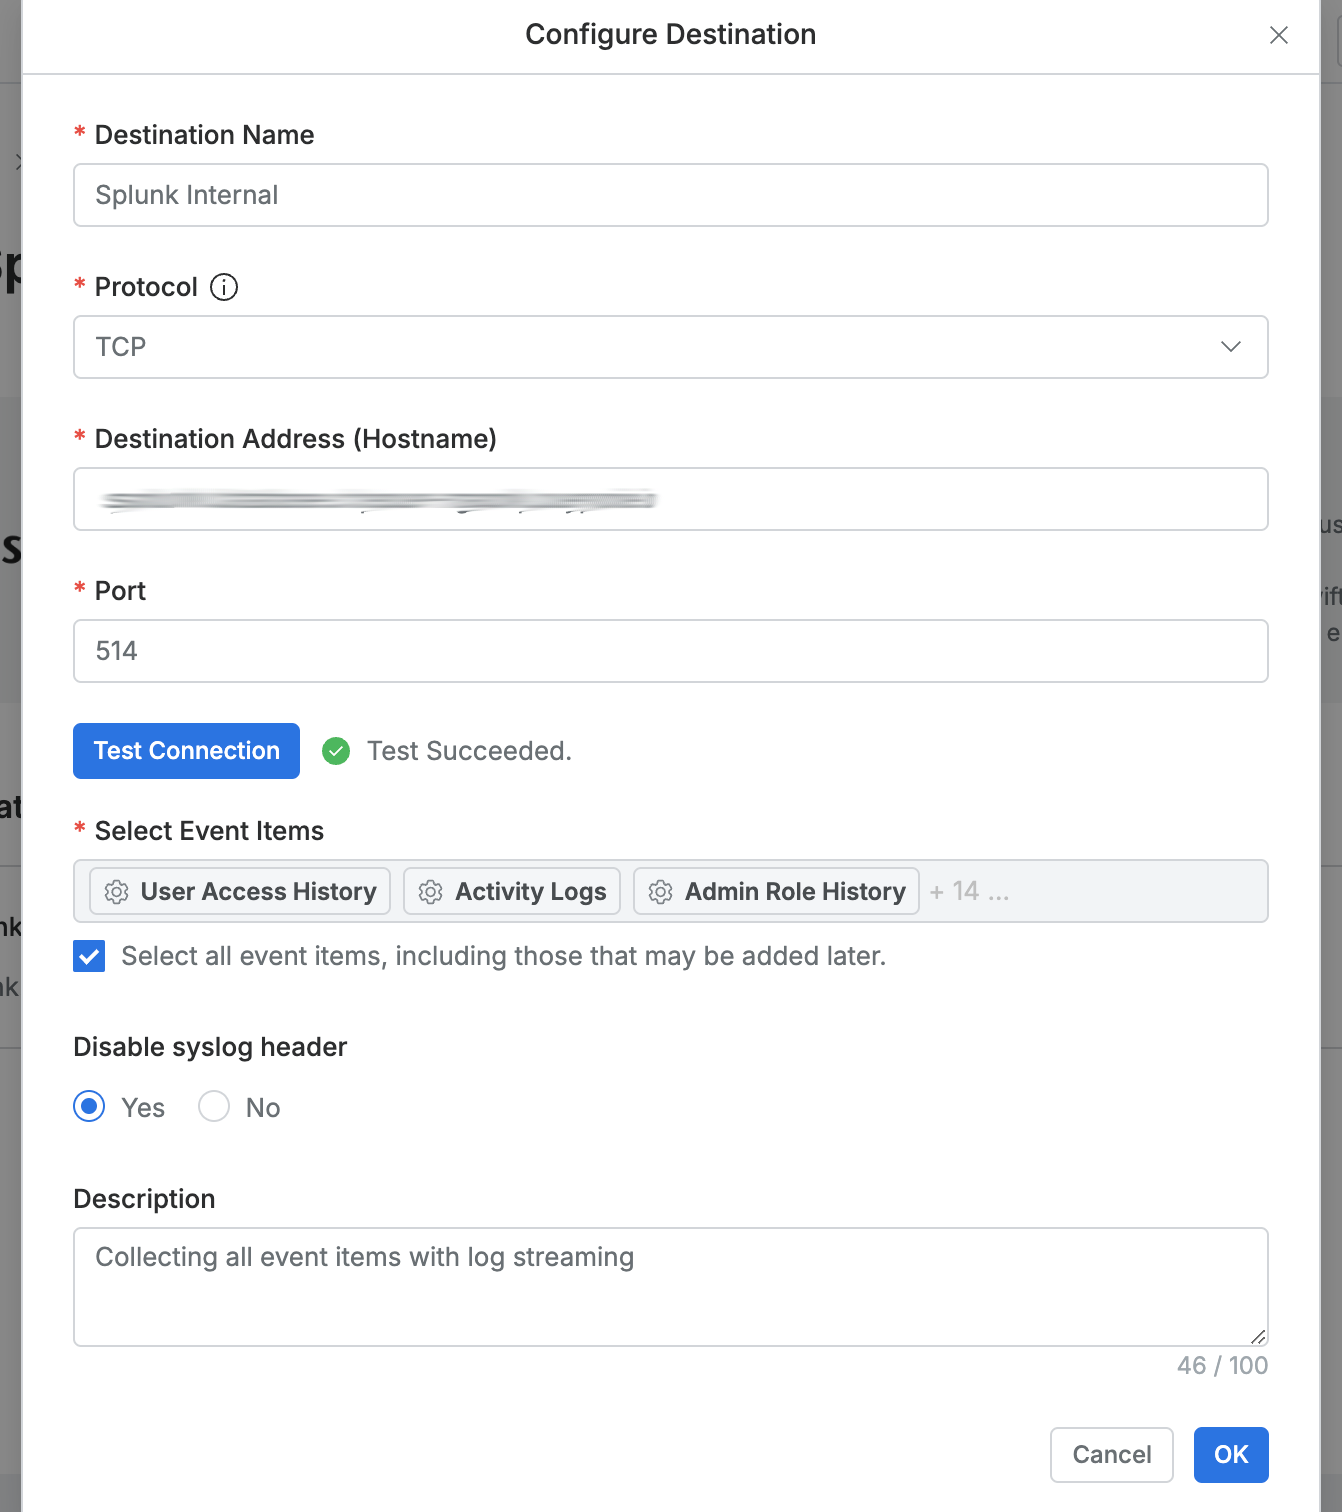 Configure Destination
* Destination Name
Splunk Internal
* Protocol
TCP
* Destination Address (Hostname)
* Port
514
Test Connection Test Succeeded.
* Select Event Items
User Access History Activity Logs Admin Role History + 14 ...
Select all event items, including those that may be added later.
Disable syslog header
Yes No
Description
Collecting all event items with log streaming
46 / 100
Cancel OK